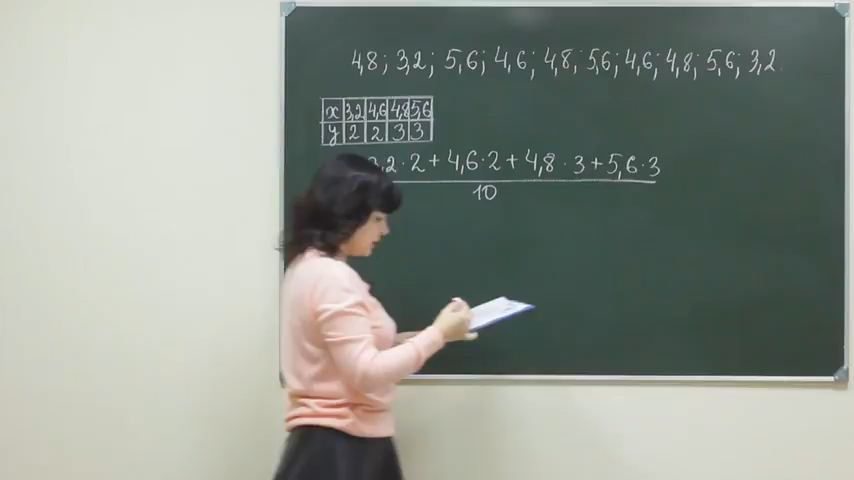 4,8; 3,2; 5,6; 4,6; 4,8; 5,6; 4,6; 4,8; 5,6; 3,2.
x 3,2 4,6 4,8 5,6
y 2 2 3 3
3,2 · 2 + 4,6 · 2 + 4,8 · 3 + 5,6 · 3
10